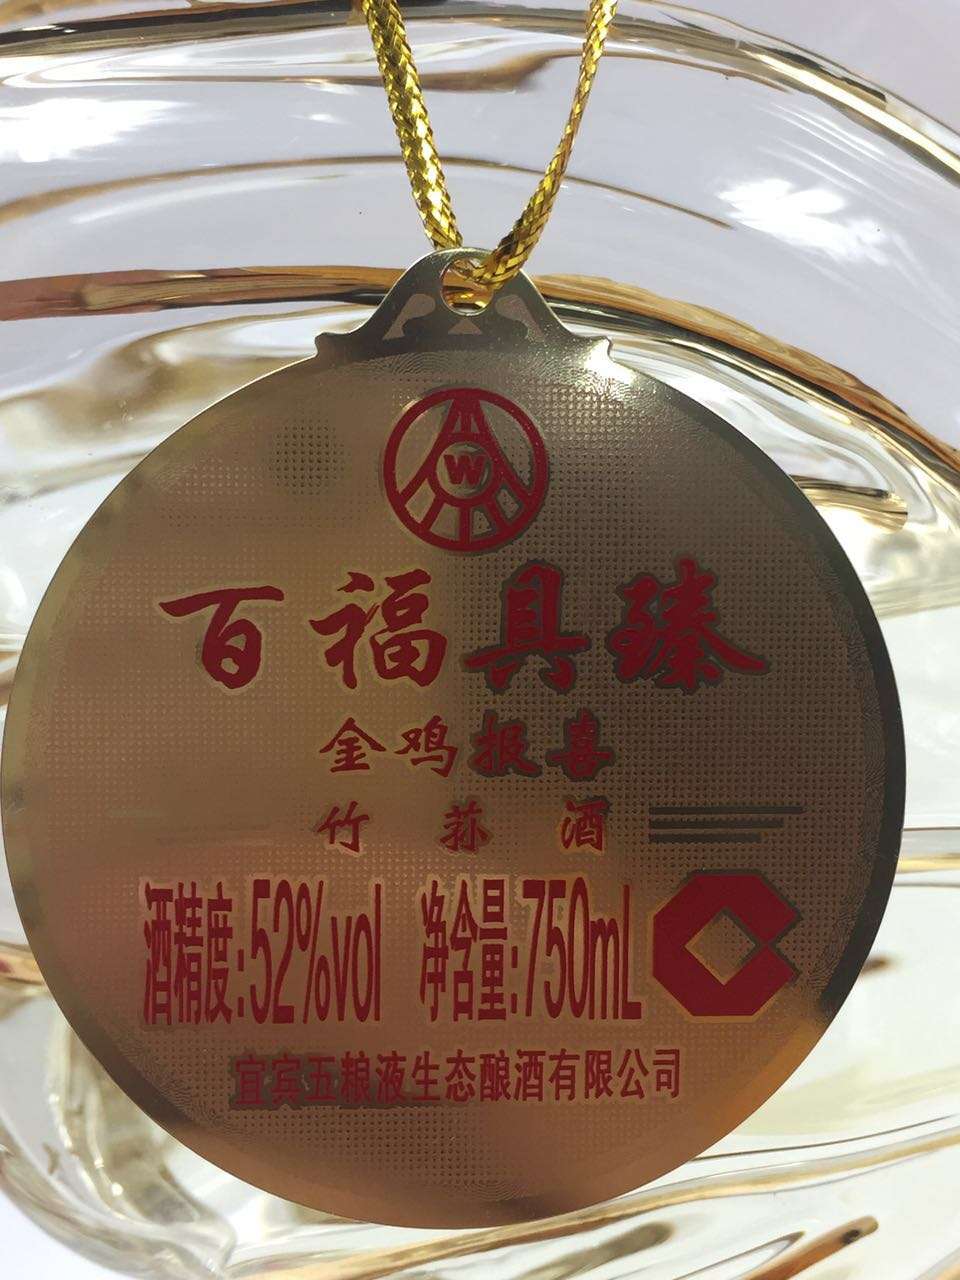 W
百福具臻
金鸡报喜
竹荪酒
酒精度:52%vol 净含量:750mL
宜宾五粮液生态酿酒有限公司